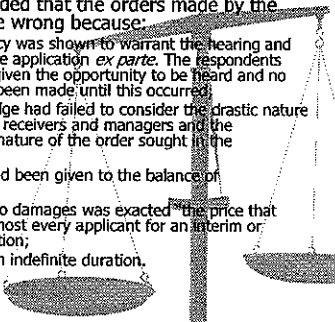 ded that the orders made by the
e wrong because:
cy was shown to warrant the hearing and
e application ex parte. The respondents
given the opportunity to be heard and no
been made until this occurred
dge had failed to consider the drastic nature
receivers and managers and the
nature of the order sought in the
d been given to the balance of
o damages was exacted "the price that
most every applicant for an interim or
tion;
n indefinite duration.